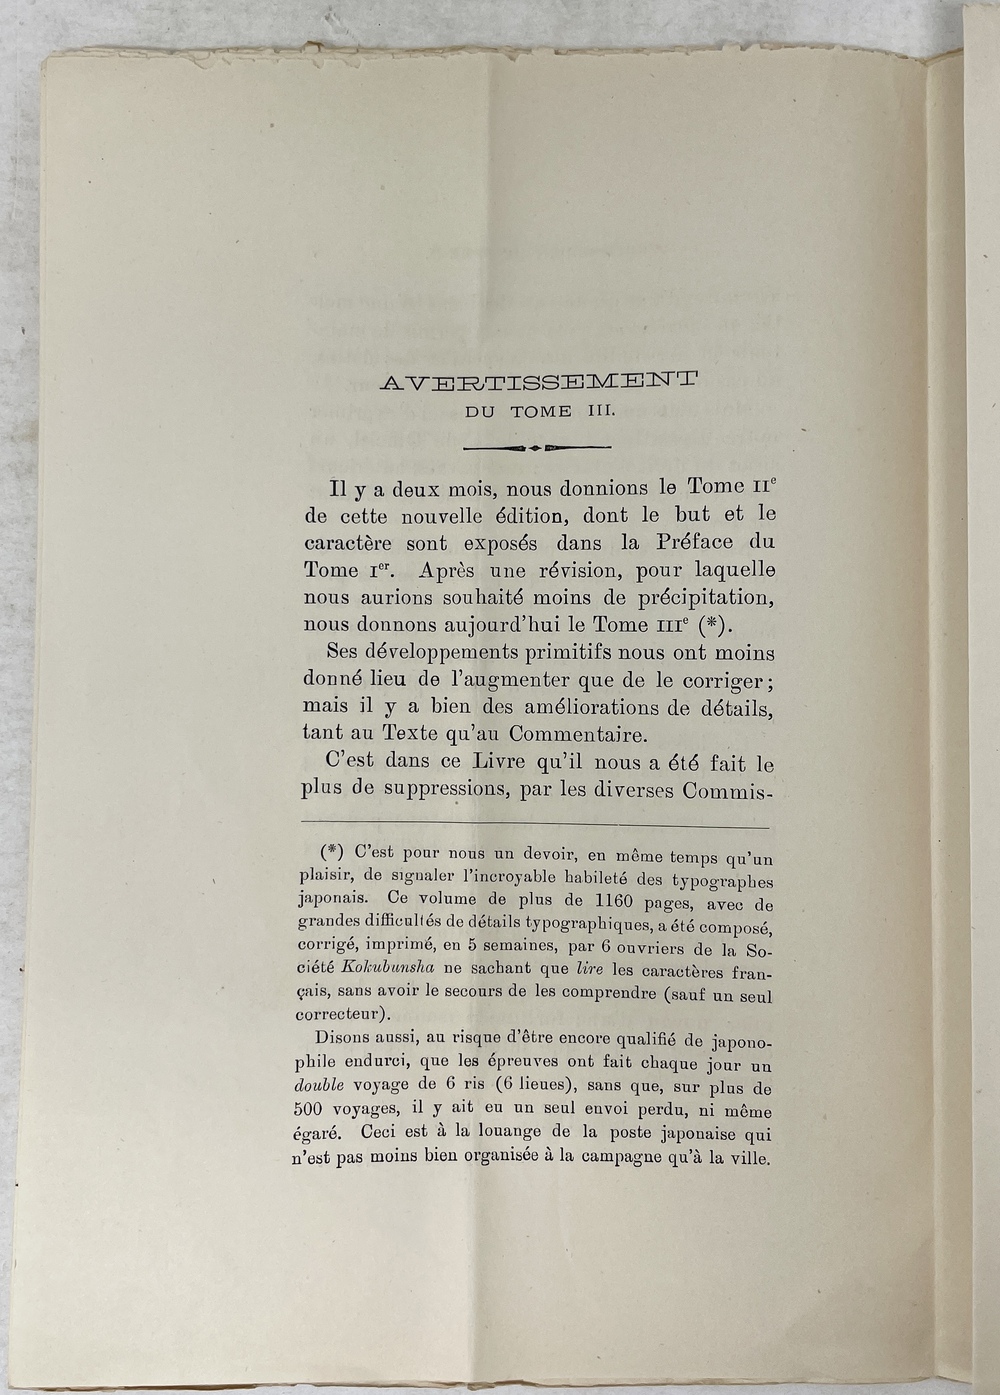 AVERTISSEMENT
DU TOME III.
Il y a deux mois, nous donnions le Tome IIe
de cette nouvelle édition, dont le but et le
caractère sont exposés dans la Préface du
Tome Ier. Après une révision, pour laquelle
nous aurions souhaité moins de précipitation,
nous donnons aujourd'hui le Tome IIIe (*).
Ses développements primitifs nous ont moins
donné lieu de l'augmenter que de le corriger;
mais il y a bien des améliorations de détails,
tant au Texte qu'au Commentaire.
C'est dans ce Livre qu'il nous a été fait le
plus de suppressions, par les diverses Commis-
(*) C'est pour nous un devoir, en même temps qu'un
plaisir, de signaler l'incroyable habileté des typographes
japonais. Ce volume de plus de 1160 pages, avec de
grandes difficultés de détails typographiques, a été composé,
corrigé, imprimé, en 5 semaines, par 6 ouvriers de la So-
ciété Kokubunsha ne sachant que lire les caractères fran-
çais, sans avoir le secours de les comprendre (sauf un seul
correcteur).
Disons aussi, au risque d'être encore qualifié de japono-
phile endurci, que les épreuves ont fait chaque jour un
double voyage de 6 ris (6 lieues), sans que, sur plus de
500 voyages, il y ait eu un seul envoi perdu, ni même
égaré. Ceci est à la louange de la poste japonaise qui
n'est pas moins bien organisée à la campagne qu'à la ville.